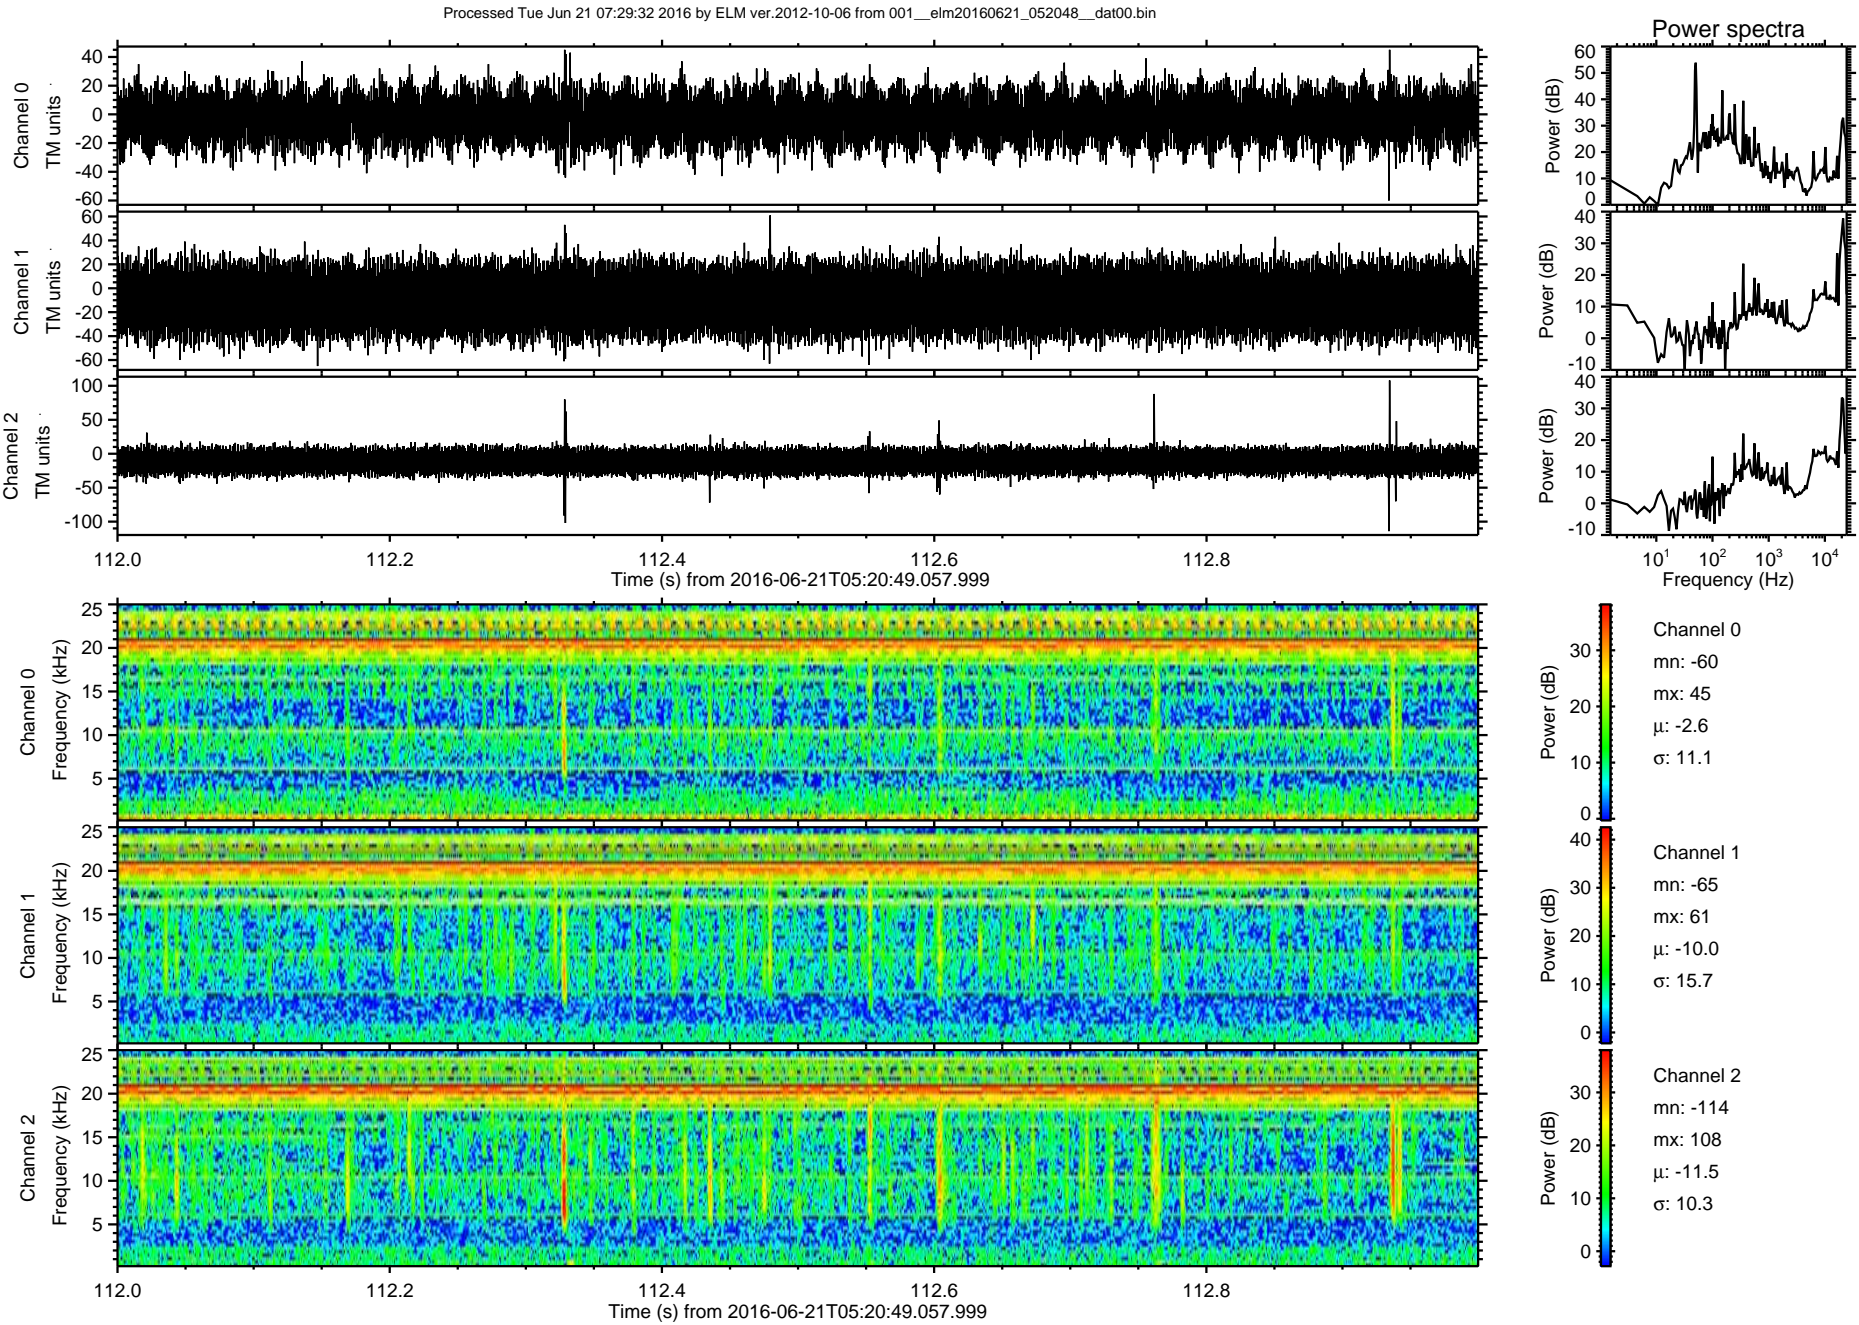 Processed Tue Jun 21 07:29:32 2016 by ELM ver.2012-10-06 from 001__elm20160621_052048__dat00.bin
Power spectra
Channel 0
TM units
40
20
0
-20
-40
-60
Power (dB)
60
50
40
30
20
10
0
Channel 1
TM units
60
40
20
0
-20
-40
-60
Power (dB)
40
30
20
10
0
-10
Channel 2
TM units
100
50
0
-50
-100
Power (dB)
40
30
20
10
0
-10
112.0 112.2 112.4 112.6 112.8
Time (s) from 2016-06-21T05:20:49.057.999
10¹ 10² 10³ 10⁴
Frequency (Hz)
Channel 0
Frequency (kHz)
25
20
15
10
5
Power (dB)
30
20
10
0
Channel 0
mn: -60
mx: 45
μ: -2.6
σ: 11.1
Channel 1
Frequency (kHz)
25
20
15
10
5
Power (dB)
40
30
20
10
0
Channel 1
mn: -65
mx: 61
μ: -10.0
σ: 15.7
Channel 2
Frequency (kHz)
25
20
15
10
5
Power (dB)
30
20
10
0
Channel 2
mn: -114
mx: 108
μ: -11.5
σ: 10.3
112.0 112.2 112.4 112.6 112.8
Time (s) from 2016-06-21T05:20:49.057.999